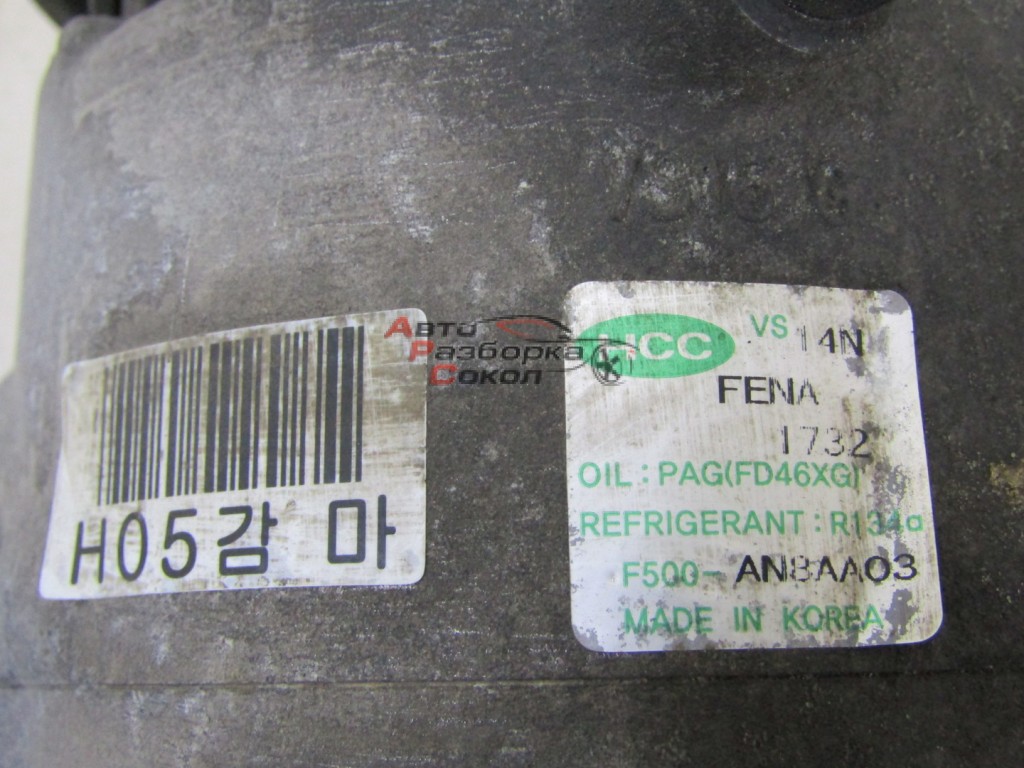 HCC VS 14N
FENA
1732
OIL : PAG(FD46XG)
REFRIGERANT : R134a
F500-AN8AA03
MADE IN KOREA
H05감 마
Авто
Разборка
Сокол